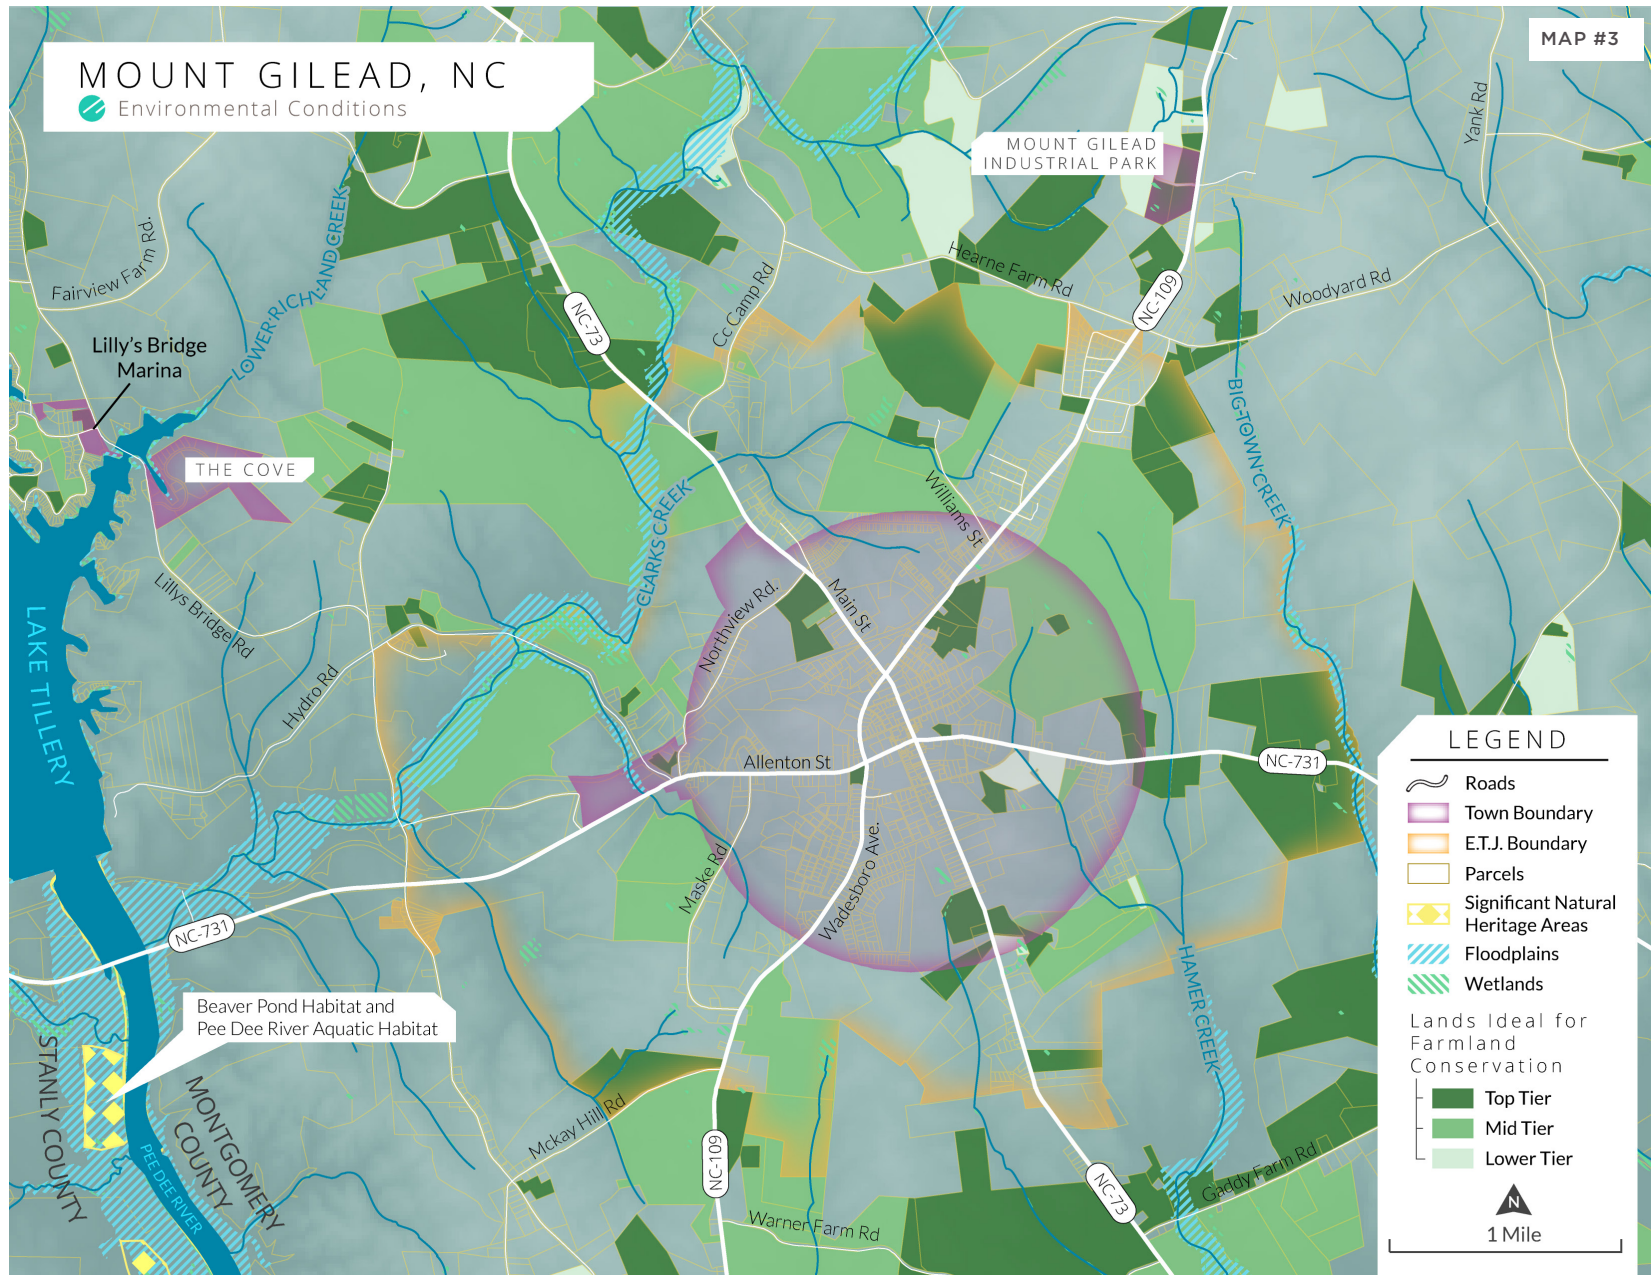 MAP #3
MOUNT GILEAD, NC
Environmental Conditions
Yank Rd
MOUNT GILEAD
INDUSTRIAL PARK
Fairview Farm Rd.
LOWER RICHLAND CREEK
Hearne Farm Rd
Cc Camp Rd
NC-109
Woodyard Rd
NC-73
Lilly's Bridge
Marina
THE COVE
BIG TOWN CREEK
Williams St
CLARKS CREEK
Lillys Bridge Rd
Northview Rd.
Main St
LAKE TILLERY
Hydro Rd
Allenton St
NC-731
Maske Rd
Wadesboro Ave.
NC-731
HAMER CREEK
Beaver Pond Habitat and
Pee Dee River Aquatic Habitat
STANLY COUNTY
MONTGOMERY
COUNTY
PEE DEE RIVER
Mckay Hill Rd
NC-109
NC-73
Gaddy Farm Rd
Warner Farm Rd
LEGEND
Roads
Town Boundary
E.T.J. Boundary
Parcels
Significant Natural
Heritage Areas
Floodplains
Wetlands
Lands Ideal for
Farmland
Conservation
Top Tier
Mid Tier
Lower Tier
N
1 Mile